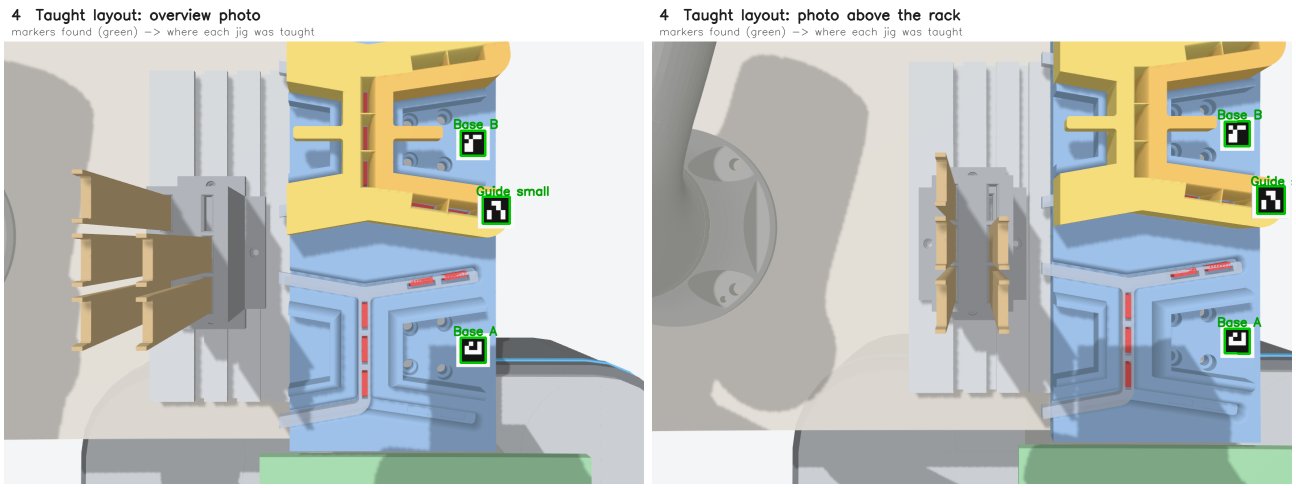 4  Taught layout: overview photo
markers found (green) -> where each jig was taught
Base B
Guide small
Base A
4  Taught layout: photo above the rack
markers found (green) -> where each jig was taught
Base B
Guide
Base A